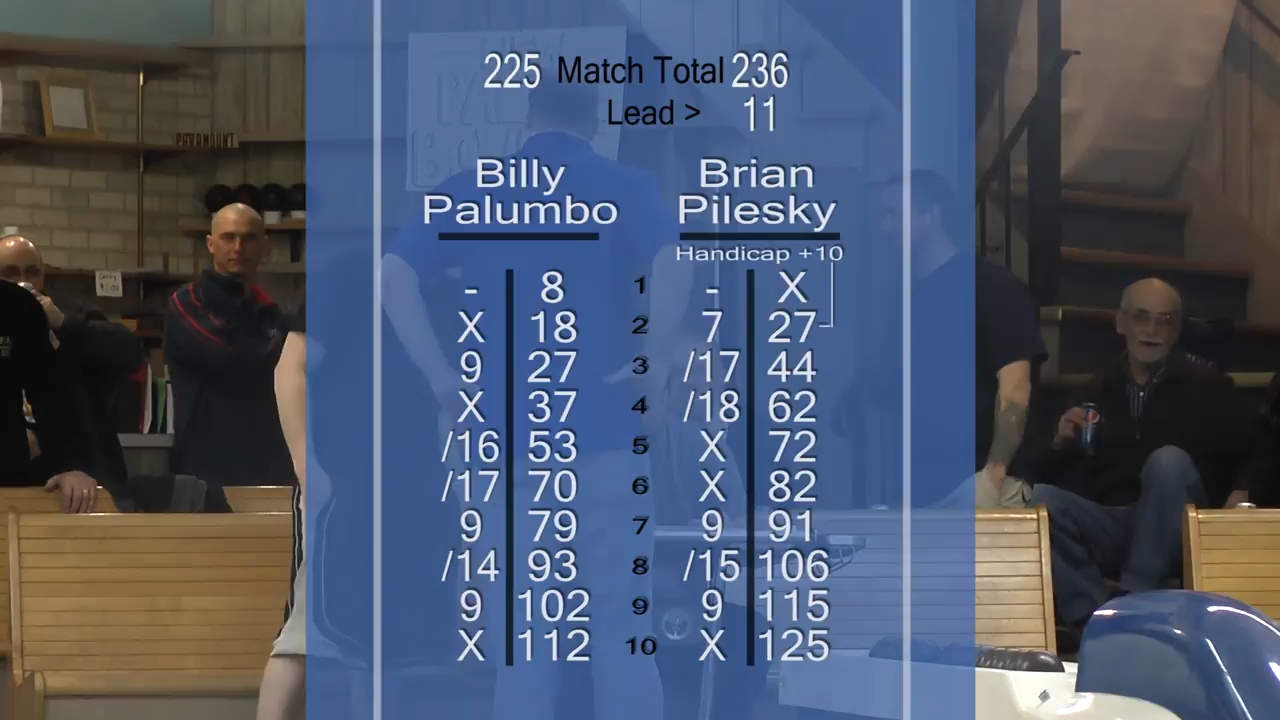 225 Match Total 236
Lead > 11
Billy Palumbo
Brian Pilesky
Handicap +10
- 8 1 - X
X 18 2 7 27
9 27 3 /17 44
X 37 4 /18 62
/16 53 5 X 72
/17 70 6 X 82
9 79 7 9 91
/14 93 8 /15 106
9 102 9 9 115
X 112 10 X 125
PARAMOUNT